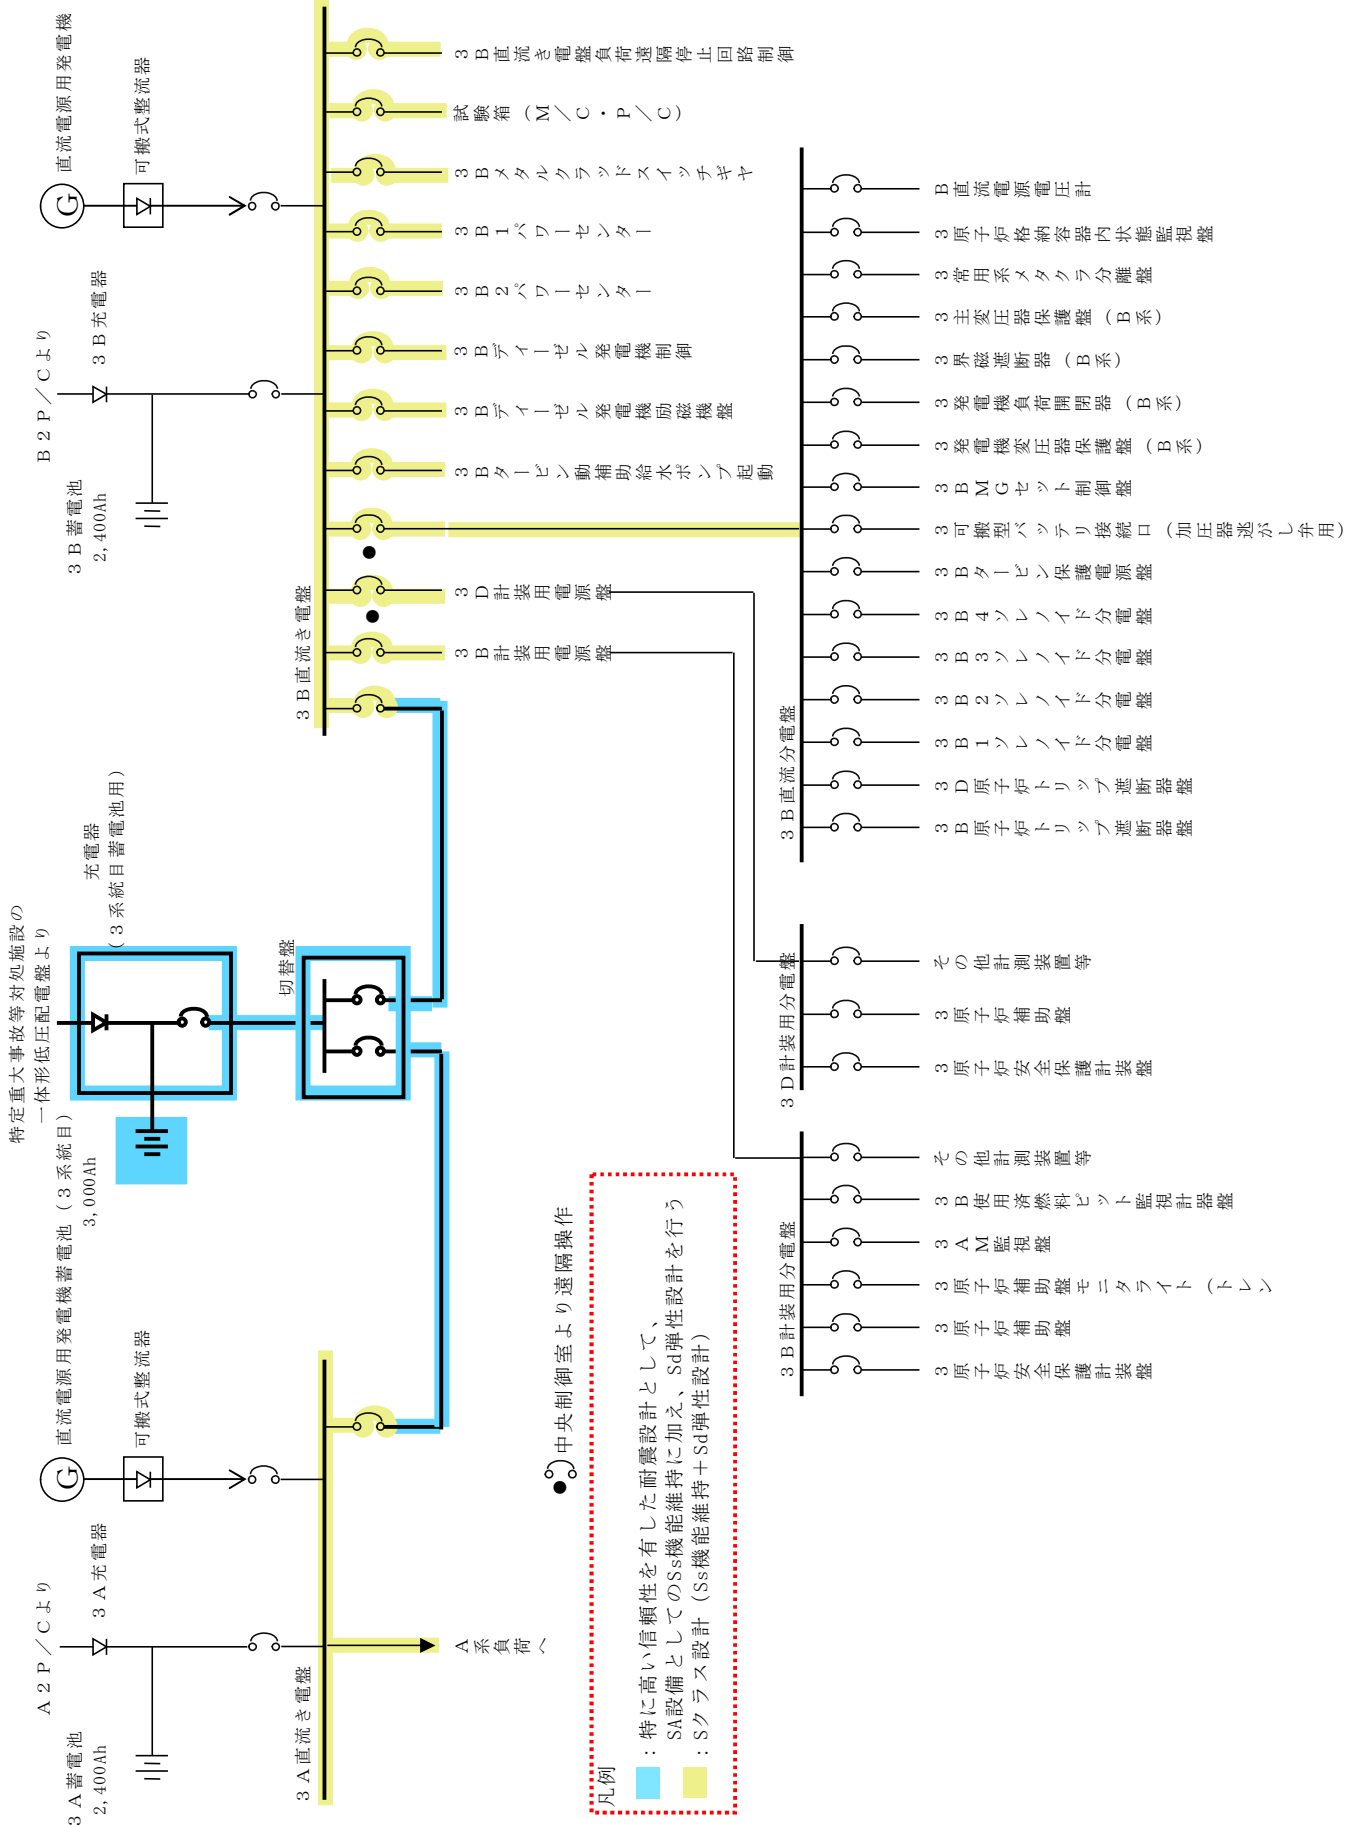 A2P／Cより
3A充電器
3A蓄電池
2,400Ah
直流電源用発電機
G
可搬式整流器
3A直流き電盤
A系負荷へ
特定重大事故等対処施設の
一体形低圧配電盤より
充電器
（3系統目蓄電池用）
蓄電池（3系統目）
3,000Ah
切替盤
B2P／Cより
3B充電器
3B蓄電池
2,400Ah
直流電源用発電機
G
可搬式整流器
3B直流き電盤
3B計装用電源盤
3D計装用電源盤
3Bタービン動補助給水ポンプ起動
3Bディーゼル発電機励磁機盤
3Bディーゼル発電機制御
3B2パワーセンター
3B1パワーセンター
3Bメタルクラッドスイッチギヤ
試験箱（M／C・P／C）
3B直流き電盤負荷遠隔停止回路制御
中央制御室より遠隔操作
凡例
：特に高い信頼性を有した耐震設計として、
SA設備としてのSs機能維持に加え、Sd弾性設計を行う
：Sクラス設計（Ss機能維持＋Sd弾性設計）
3B計装用分電盤
3原子炉安全保護計装盤
3原子炉補助盤
3原子炉補助盤モニタライト（トレン
3AM監視盤
3B使用済燃料ピット監視計器盤
その他計測装置等
3D計装用分電盤
3原子炉安全保護計装盤
3原子炉補助盤
その他計測装置等
3B直流分電盤
3B原子炉トリップ遮断器盤
3D原子炉トリップ遮断器盤
3B1ソレノイド分電盤
3B2ソレノイド分電盤
3B3ソレノイド分電盤
3B4ソレノイド分電盤
3Bタービン保護電源盤
3可搬型バッテリ接続口（加圧器逃がし弁用）
3BMGセット制御盤
3発電機変圧器保護盤（B系）
3発電機負荷開閉器（B系）
3界磁遮断器（B系）
3主変圧器保護盤（B系）
3常用系メタクラ分離盤
3原子炉格納容器内状態監視盤
B直流電源電圧計